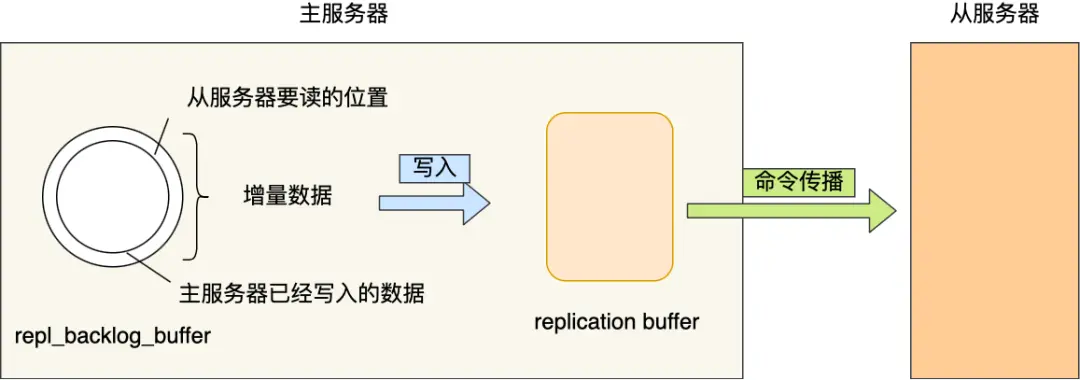 主服务器
从服务器
从服务器要读的位置
增量数据
写入
命令传播
主服务器已经写入的数据
repl_backlog_buffer
replication buffer